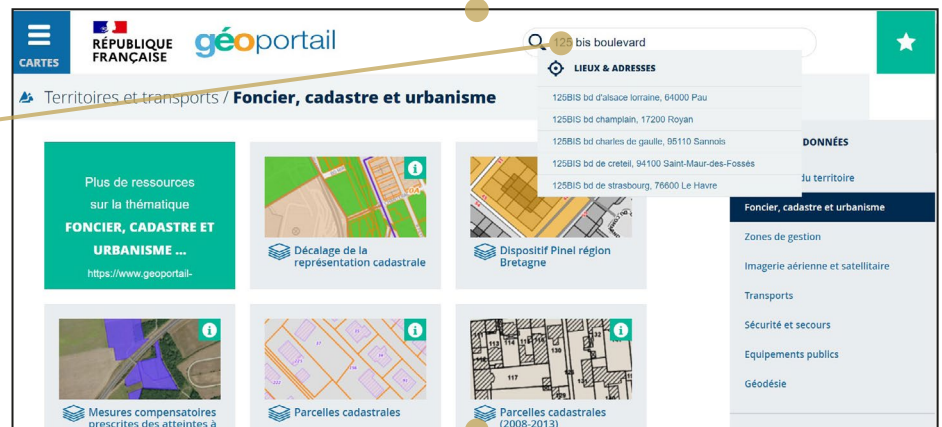 CARTES
RÉPUBLIQUE
FRANÇAISE
géoportail
125 bis boulevard
LIEUX & ADRESSES
125BIS bd d'alsace lorraine, 64000 Pau
125BIS bd champlain, 17200 Royan
125BIS bd charles de gaulle, 95110 Sannois
125BIS bd de creteil, 94100 Saint-Maur-des-Fossés
125BIS bd de strasbourg, 76600 Le Havre
Territoires et transports / Foncier, cadastre et urbanisme
Plus de ressources
sur la thématique
FONCIER, CADASTRE ET
URBANISME ...
https://www.geoportail-
Décalage de la
représentation cadastrale
Dispositif Pinel région
Bretagne
DONNÉES
du territoire
Foncier, cadastre et urbanisme
Zones de gestion
Imagerie aérienne et satellitaire
Transports
Sécurité et secours
Equipements publics
Géodésie
Mesures compensatoires
prescrites des atteintes à
Parcelles cadastrales
113
114
130
32
117
Parcelles cadastrales
(2008-2013)